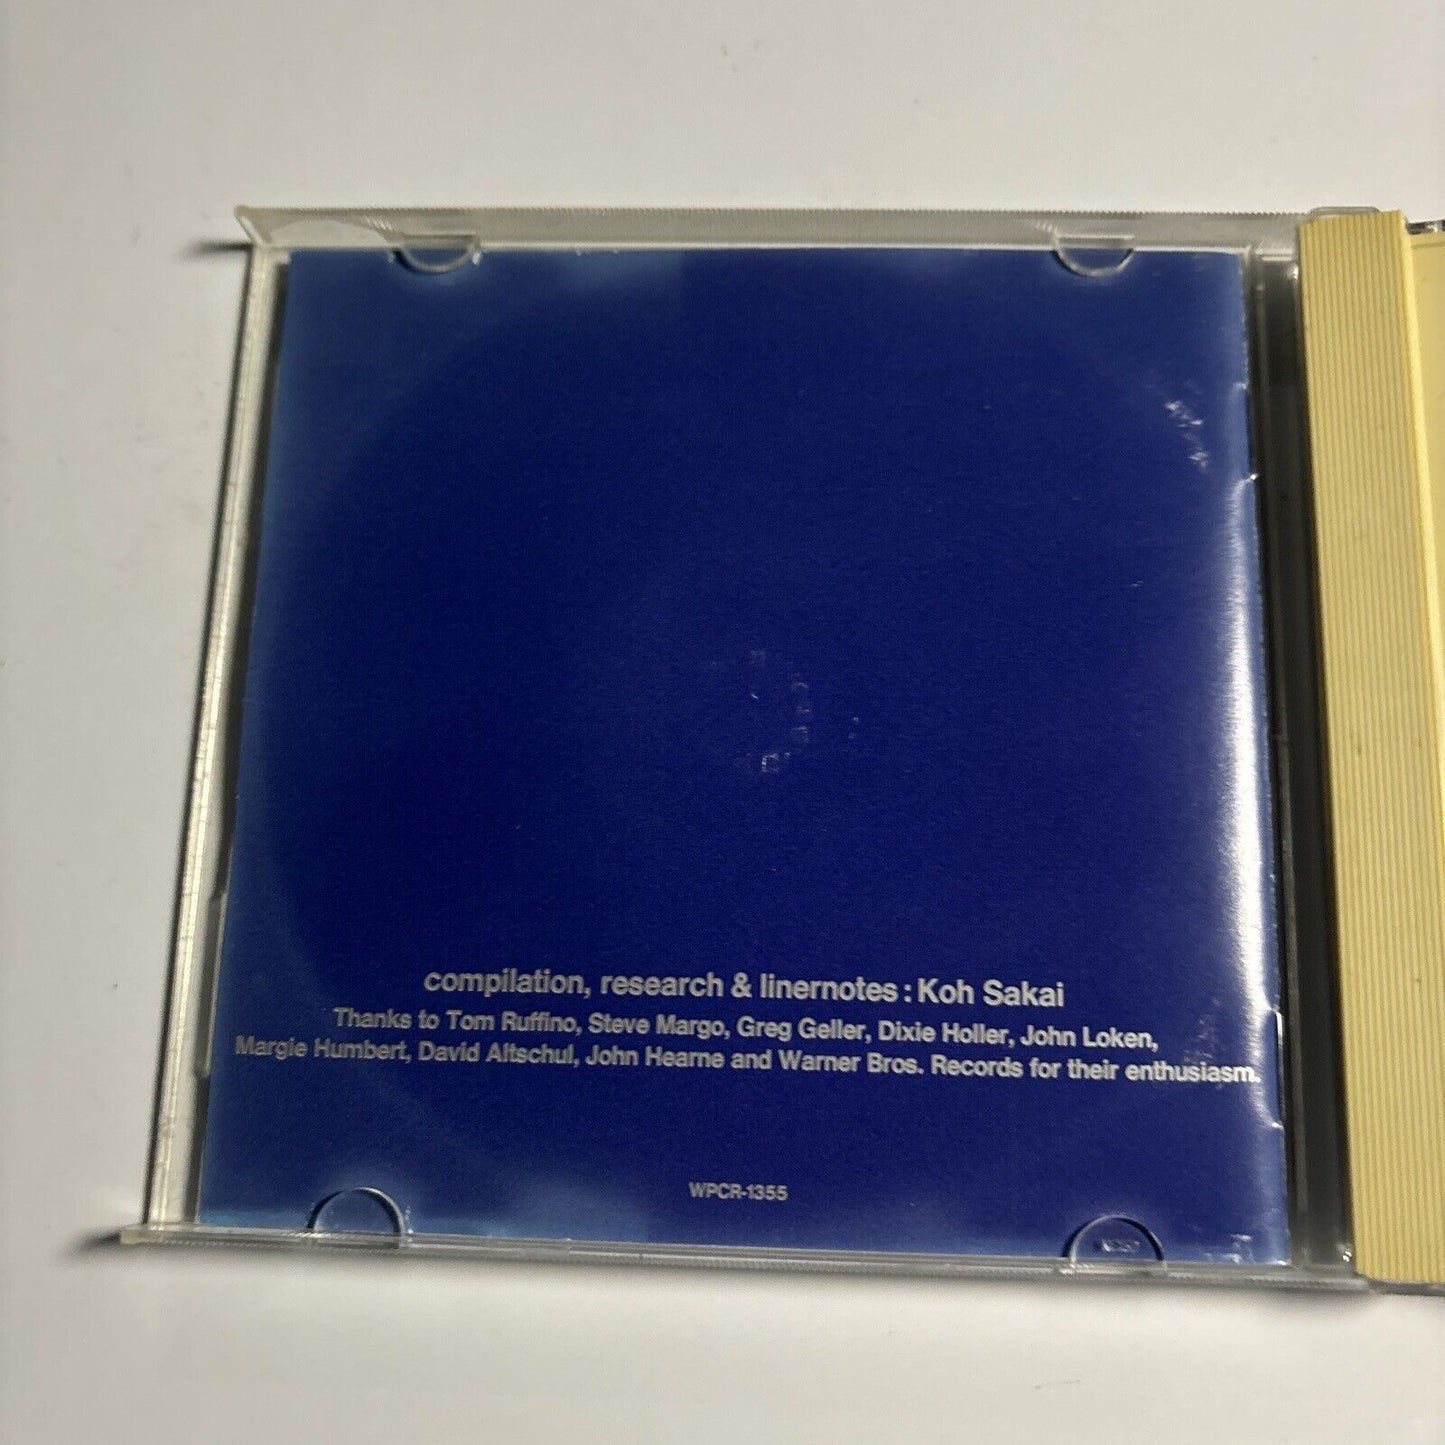 compilation, research & linernotes : Koh Sakai
Thanks to Tom Ruffino, Steve Margo, Greg Geller, Dixie Holler, John Loken,
Margie Humbert, David Altschul, John Hearne and Warner Bros. Records for their enthusiasm.
WPCR-1355